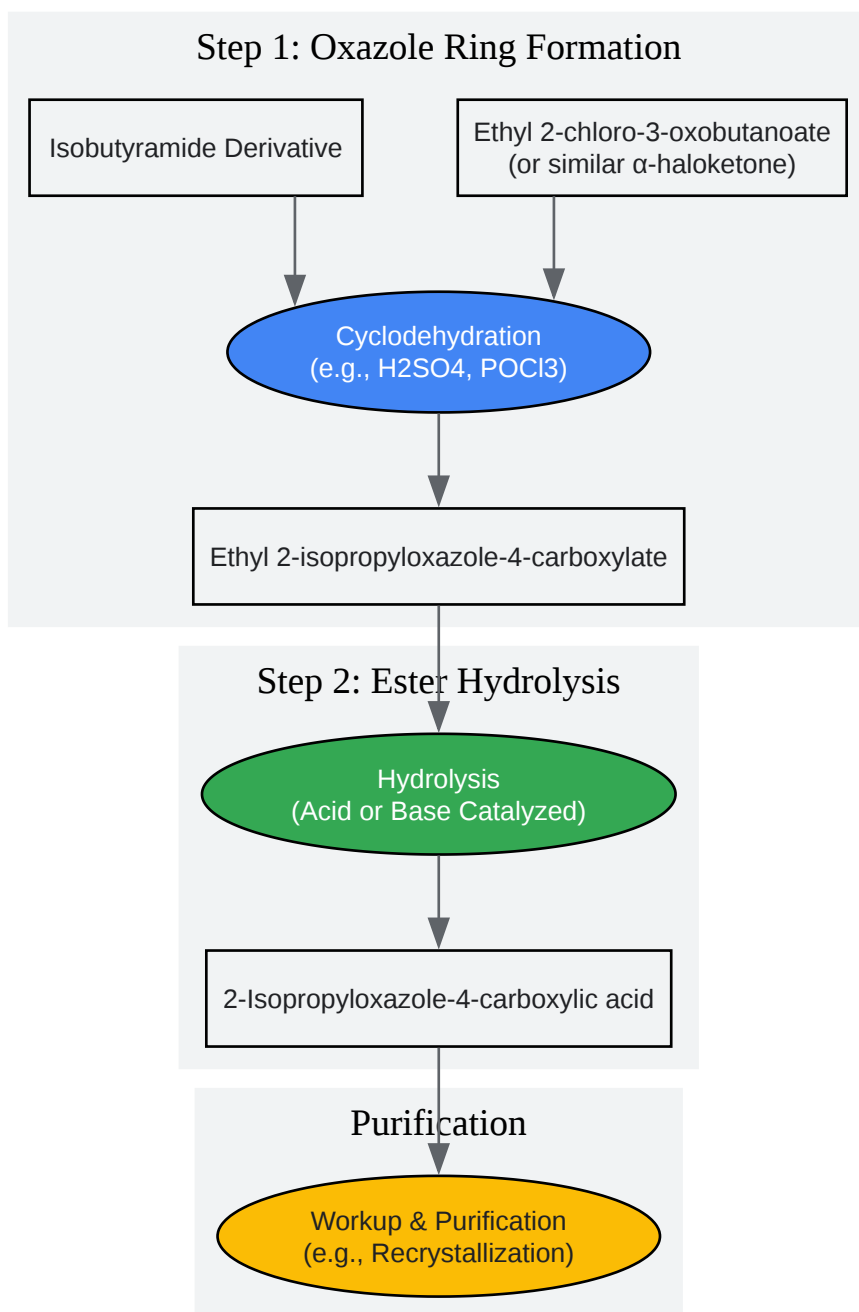 Step 1: Oxazole Ring Formation
Isobutyramide Derivative
Ethyl 2-chloro-3-oxobutanoate
(or similar α-haloketone)
Cyclodehydration
(e.g., H2SO4, POCl3)
Ethyl 2-isopropyloxazole-4-carboxylate
Step 2: Ester Hydrolysis
Hydrolysis
(Acid or Base Catalyzed)
2-Isopropyloxazole-4-carboxylic acid
Purification
Workup & Purification
(e.g., Recrystallization)